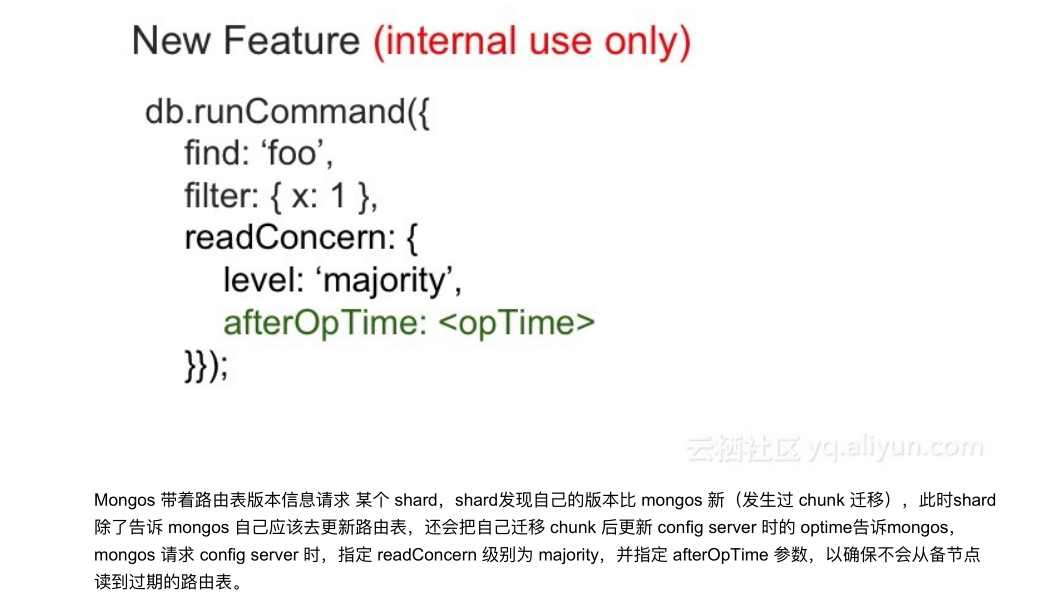 New Feature (internal use only)
db.runCommand({
find: ‘foo’,
filter: { x: 1 },
readConcern: {
level: ‘majority’,
afterOpTime: <opTime>
}});
云栖社区 yq.aliyun.com
Mongos 带着路由表版本信息请求 某个 shard，shard发现自己的版本比 mongos 新（发生过 chunk 迁移），此时shard
除了告诉 mongos 自己应该去更新路由表，还会把自己迁移 chunk 后更新 config server 时的 optime告诉mongos，
mongos 请求 config server 时，指定 readConcern 级别为 majority，并指定 afterOpTime 参数，以确保不会从备节点
读到过期的路由表。